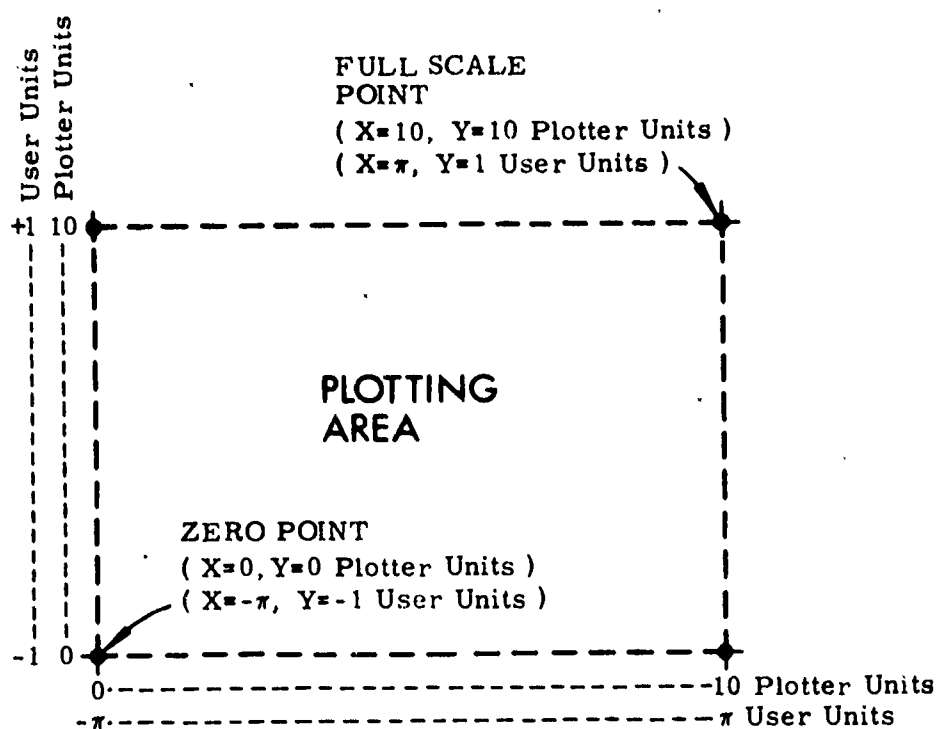 User Units
Plotter Units
FULL SCALE
POINT
( X=10, Y=10 Plotter Units )
( X=π, Y=1 User Units )
+1 10
PLOTTING
AREA
ZERO POINT
( X=0, Y=0 Plotter Units )
( X=-π, Y=-1 User Units )
-1 0
0 10 Plotter Units
-π π User Units